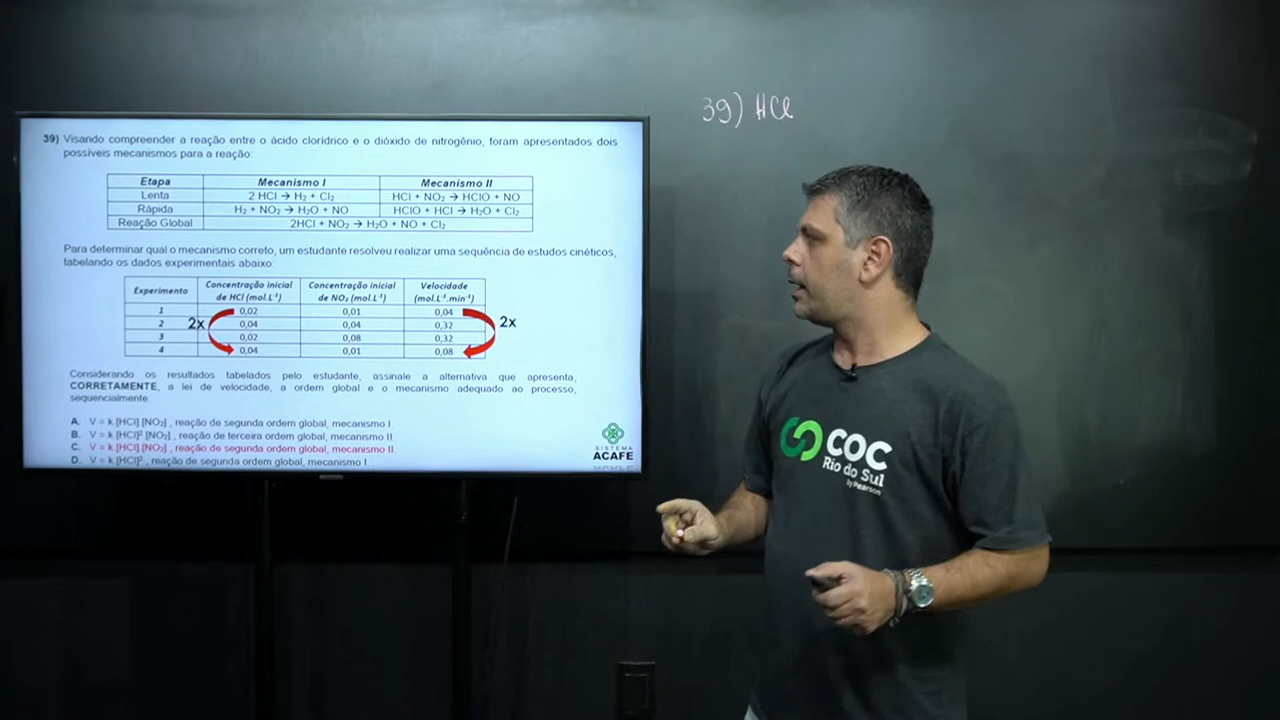 39) Visando compreender a reação entre o ácido clorídrico e o dióxido de nitrogênio, foram apresentados dois
possíveis mecanismos para a reação:
Etapa Mecanismo I Mecanismo II
Lenta 2 HCl → H₂ + Cl₂ HCl + NO₂ → HClO + NO
Rápida H₂ + NO₂ → H₂O + NO HClO + HCl → H₂O + Cl₂
Reação Global 2HCl + NO₂ → H₂O + NO + Cl₂
Para determinar qual o mecanismo correto, um estudante resolveu realizar uma sequência de estudos cinéticos,
tabelando os dados experimentais abaixo:
Experimento Concentração inicial de HCl (mol.L⁻¹) Concentração inicial de NO₂ (mol.L⁻¹) Velocidade (mol.L⁻¹.min⁻¹)
1 0,02 0,01 0,04
2 0,04 0,04 0,32
3 0,02 0,08 0,32
4 0,04 0,01 0,08
2x
2x
Considerando os resultados tabelados pelo estudante, assinale a alternativa que apresenta,
CORRETAMENTE, a lei de velocidade, a ordem global e o mecanismo adequado ao processo,
sequencialmente.
A. V = k [HCl] [NO₂] , reação de segunda ordem global, mecanismo I.
B. V = k [HCl]² [NO₂] , reação de terceira ordem global, mecanismo II.
C. V = k [HCl] [NO₂] , reação de segunda ordem global, mecanismo II.
D. V = k [HCl]² , reação de segunda ordem global, mecanismo I.
SISTEMA
ACAFE
39) HCl
COC
Rio do Sul
by Pearson